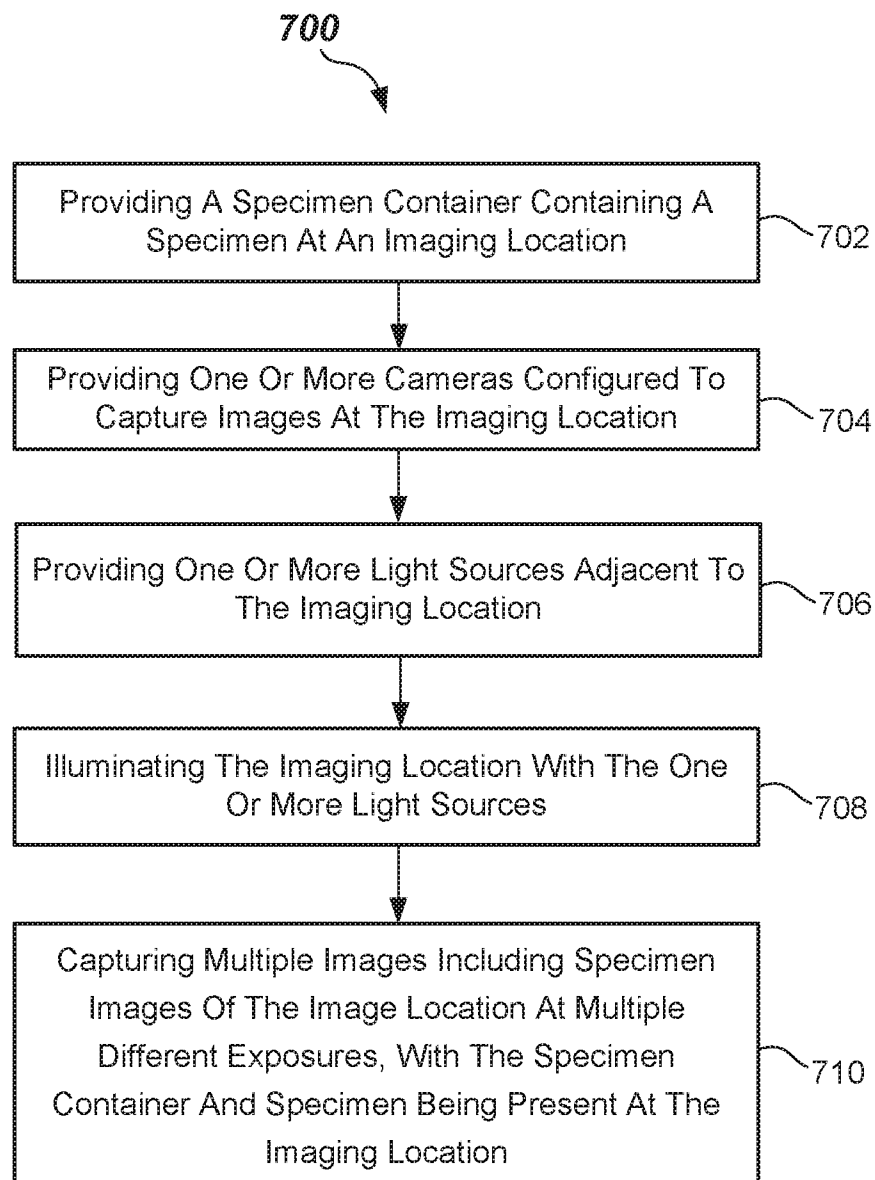 700
Providing A Specimen Container Containing A
Specimen At An Imaging Location
702
Providing One Or More Cameras Configured To
Capture Images At The Imaging Location
704
Providing One Or More Light Sources Adjacent To
The Imaging Location
706
Illuminating The Imaging Location With The One
Or More Light Sources
708
Capturing Multiple Images Including Specimen
Images Of The Image Location At Multiple
Different Exposures, With The Specimen
Container And Specimen Being Present At The
Imaging Location
710